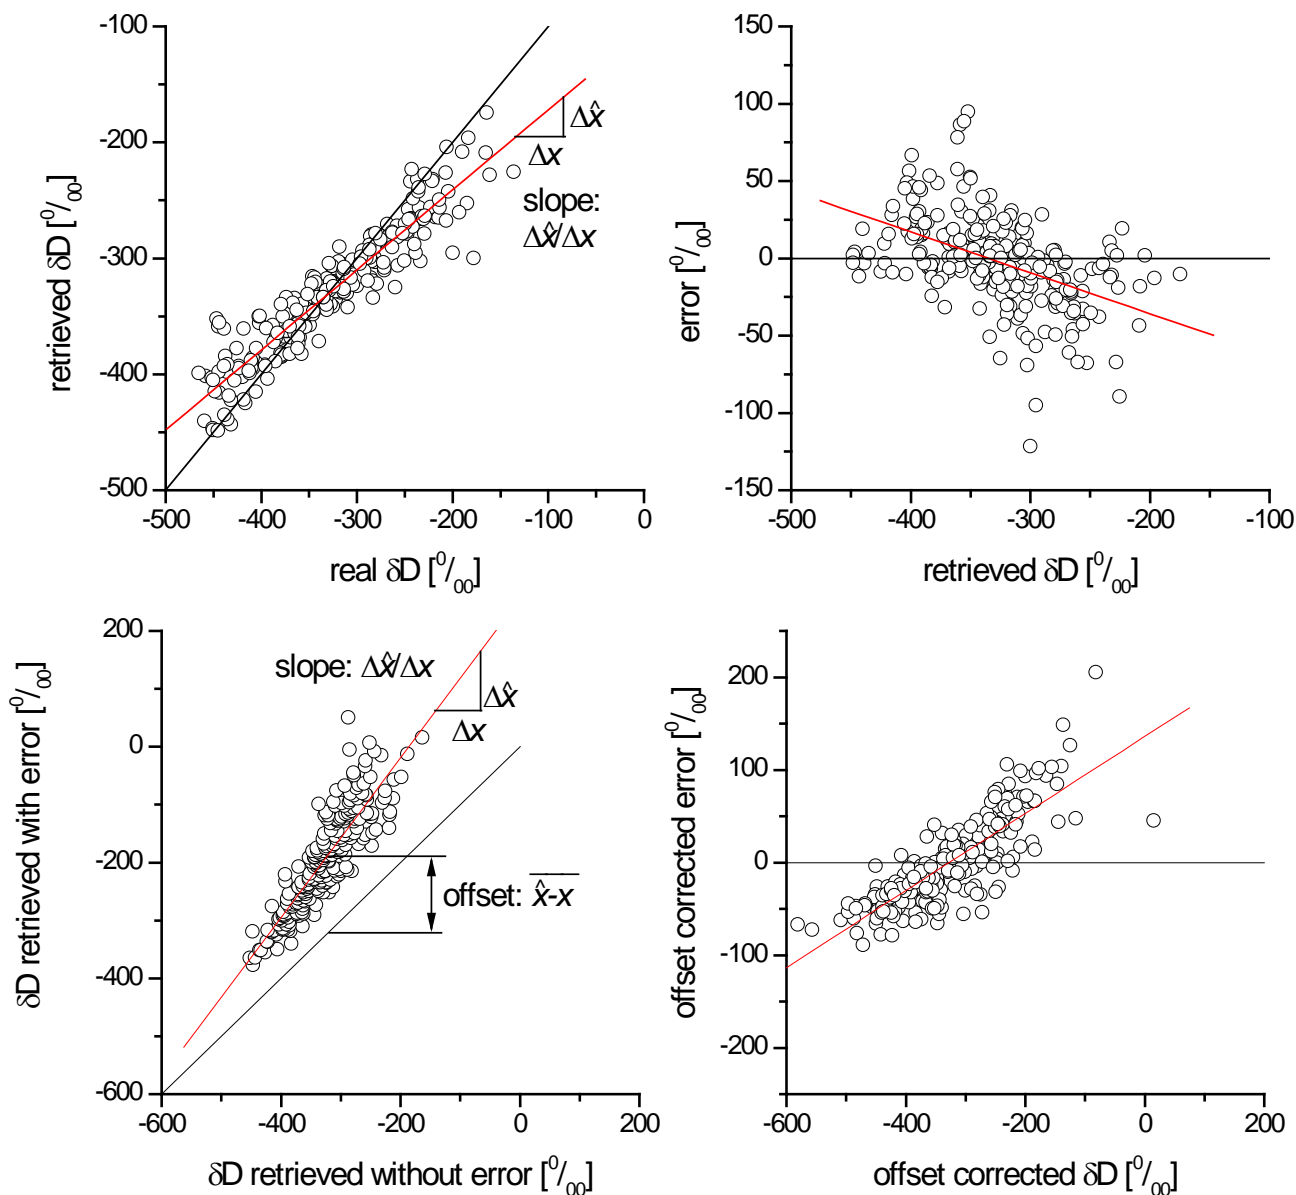 -100
-200
-300
-400
-500
-500 -400 -300 -200 -100 0
retrieved δD [⁰/₀₀]
real δD [⁰/₀₀]
Δx̂
Δx
slope:
Δx̂/Δx
150
100
50
0
-50
-100
-150
-500 -400 -300 -200 -100
error [⁰/₀₀]
retrieved δD [⁰/₀₀]
200
0
-200
-400
-600
-600 -400 -200 0 200
δD retrieved with error [⁰/₀₀]
δD retrieved without error [⁰/₀₀]
slope: Δx̂/Δx
Δx̂
Δx
offset: x̂-x
200
100
0
-100
-200
-600 -400 -200 0 200
offset corrected error [⁰/₀₀]
offset corrected δD [⁰/₀₀]